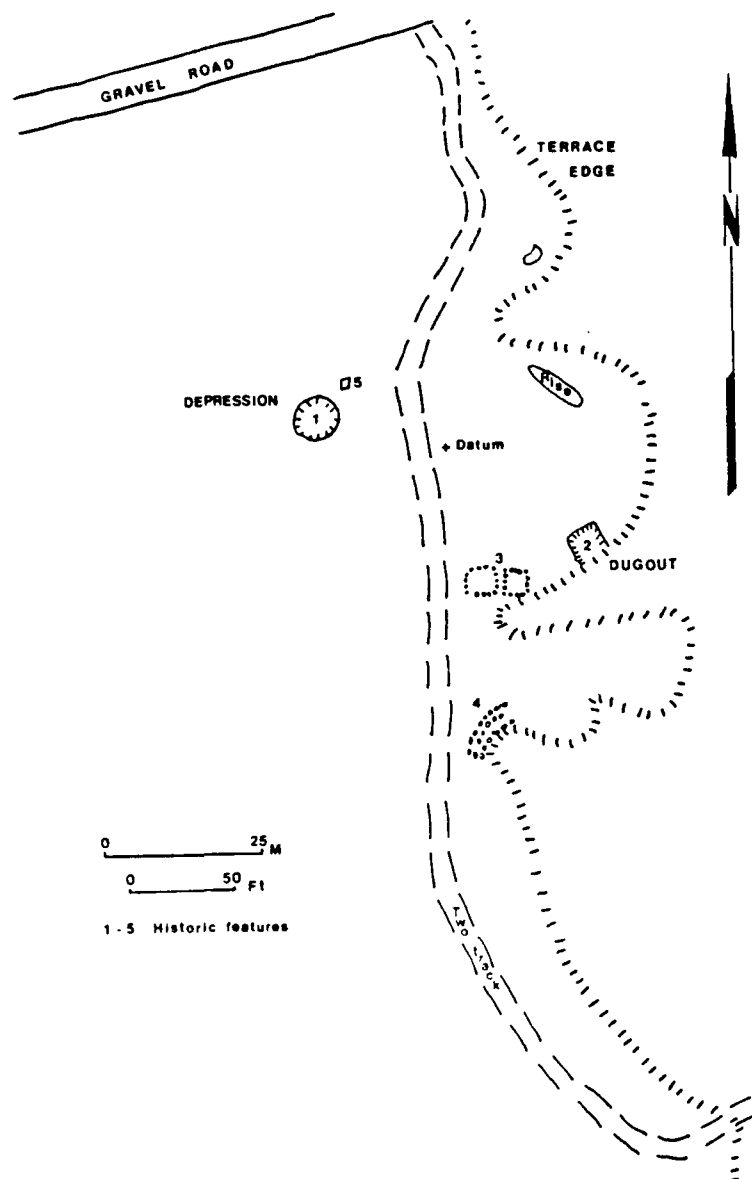 GRAVEL ROAD
TERRACE
EDGE
N
Rise
5
DEPRESSION
1
+ Datum
2
3
DUGOUT
4
0 25 M
0 50 Ft
1 - 5 Historic features
Two track